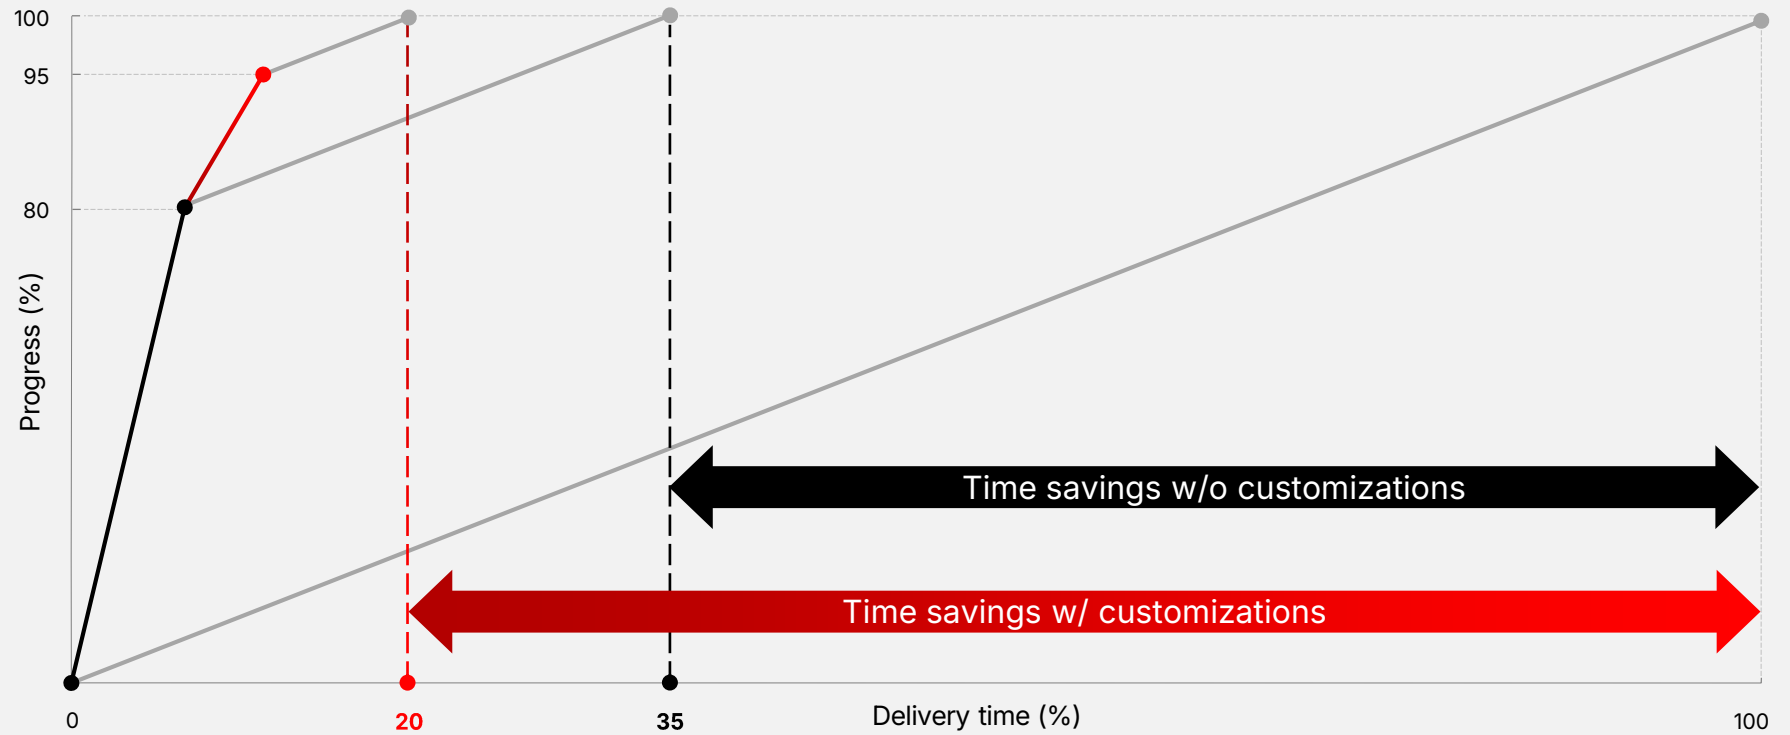 100
95
80
Progress (%)
Time savings w/o customizations
Time savings w/ customizations
0
20
35
Delivery time (%)
100